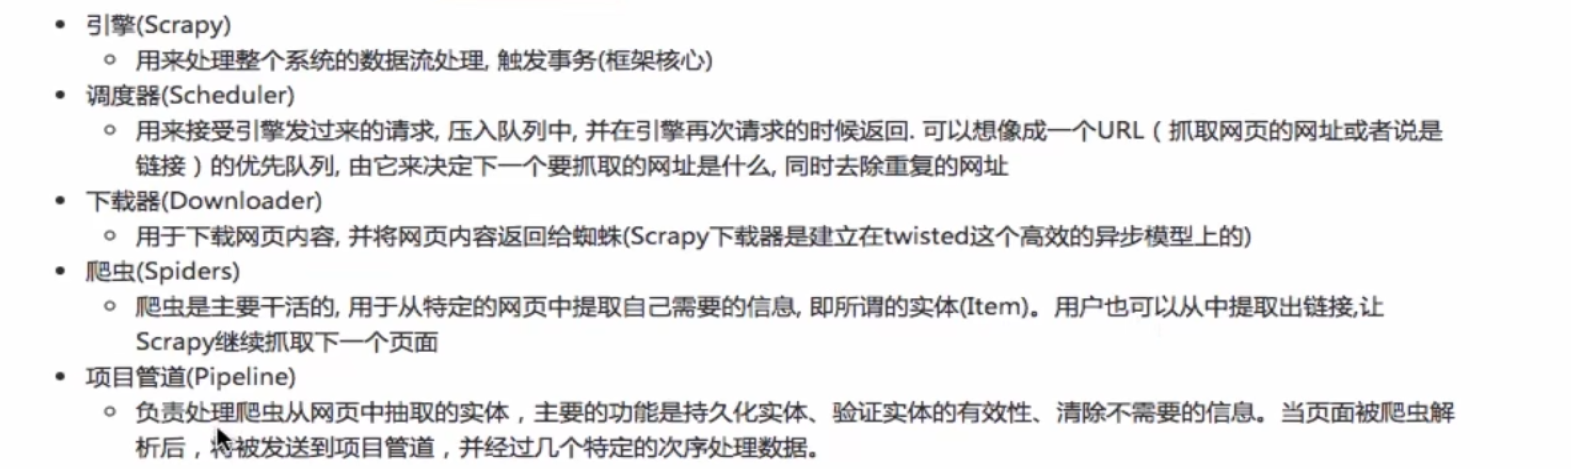 引擎(Scrapy)
用来处理整个系统的数据流处理, 触发事务(框架核心)
调度器(Scheduler)
用来接受引擎发过来的请求, 压入队列中, 并在引擎再次请求的时候返回. 可以想像成一个URL（抓取网页的网址或者说是
链接）的优先队列, 由它来决定下一个要抓取的网址是什么, 同时去除重复的网址
下载器(Downloader)
用于下载网页内容, 并将网页内容返回给蜘蛛(Scrapy下载器是建立在twisted这个高效的异步模型上的)
爬虫(Spiders)
爬虫是主要干活的, 用于从特定的网页中提取自己需要的信息, 即所谓的实体(Item)。用户也可以从中提取出链接,让
Scrapy继续抓取下一个页面
项目管道(Pipeline)
负责处理爬虫从网页中抽取的实体，主要的功能是持久化实体、验证实体的有效性、清除不需要的信息。当页面被爬虫解
析后，将被发送到项目管道，并经过几个特定的次序处理数据。